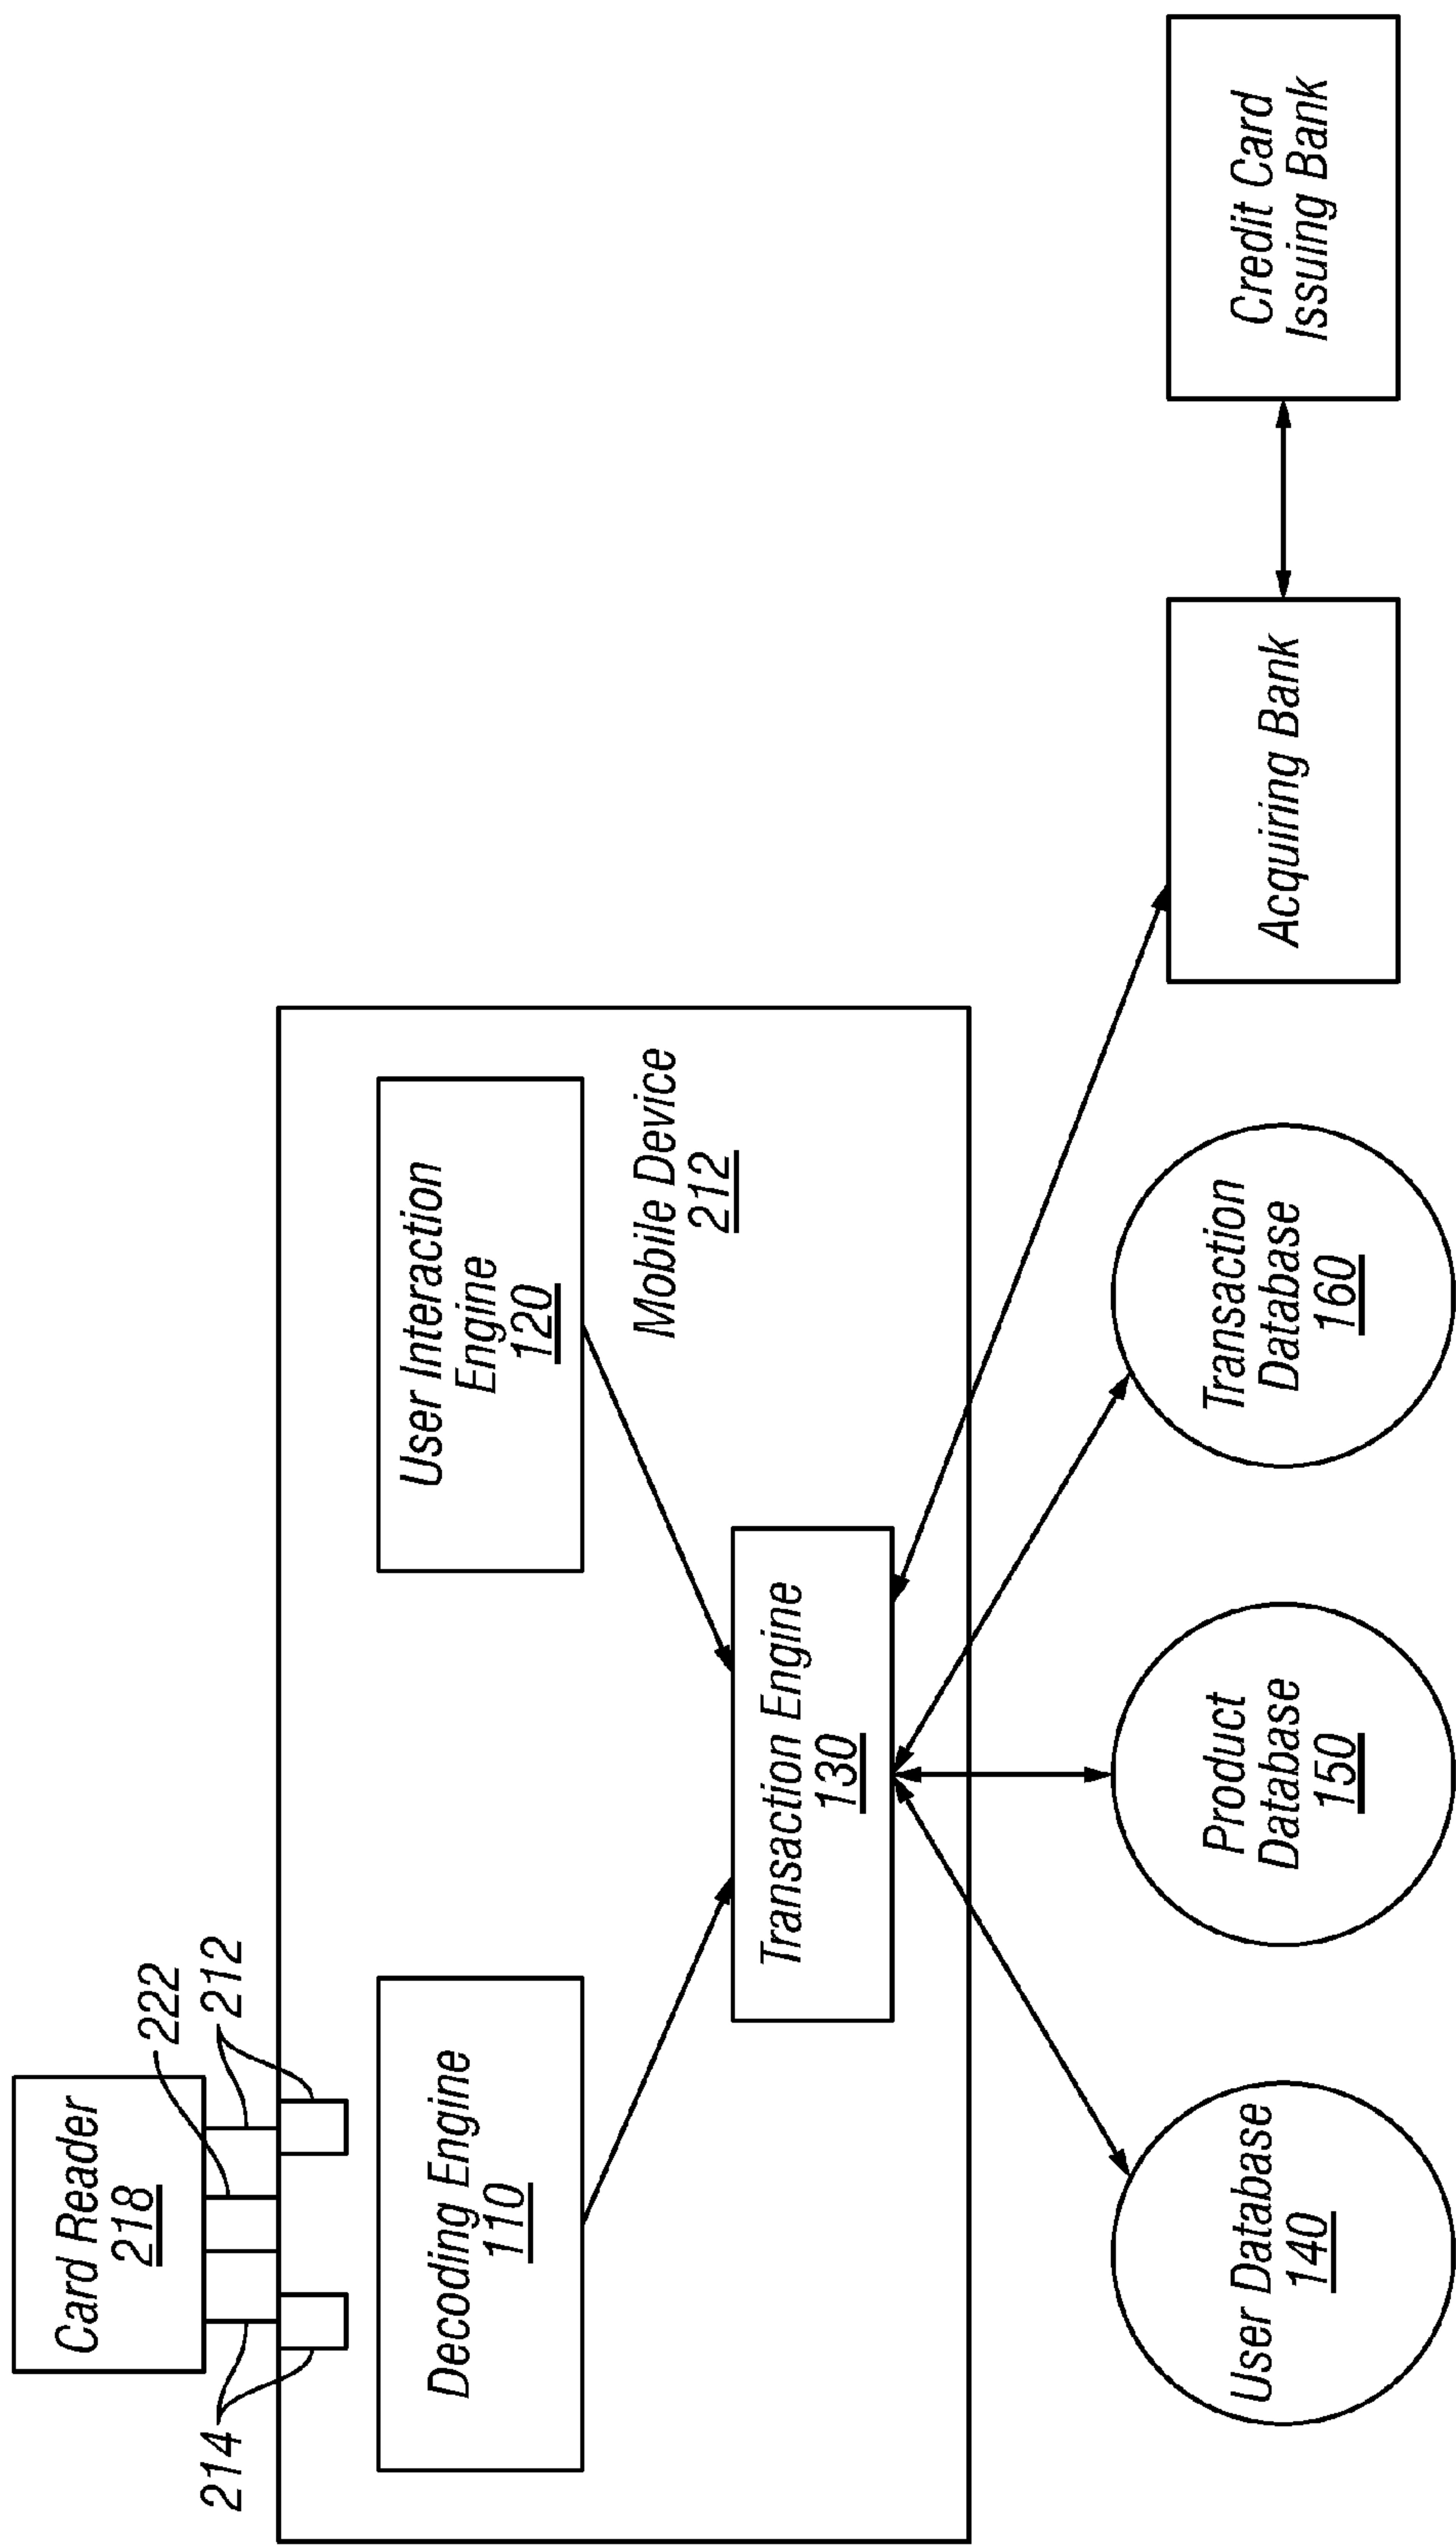 Card Reader
218
222
214
212
Decoding Engine
110
User Interaction
Engine
120
Mobile Device
212
Transaction Engine
130
User Database
140
Product
Database
150
Transaction
Database
160
Acquiring Bank
Credit Card
Issuing Bank